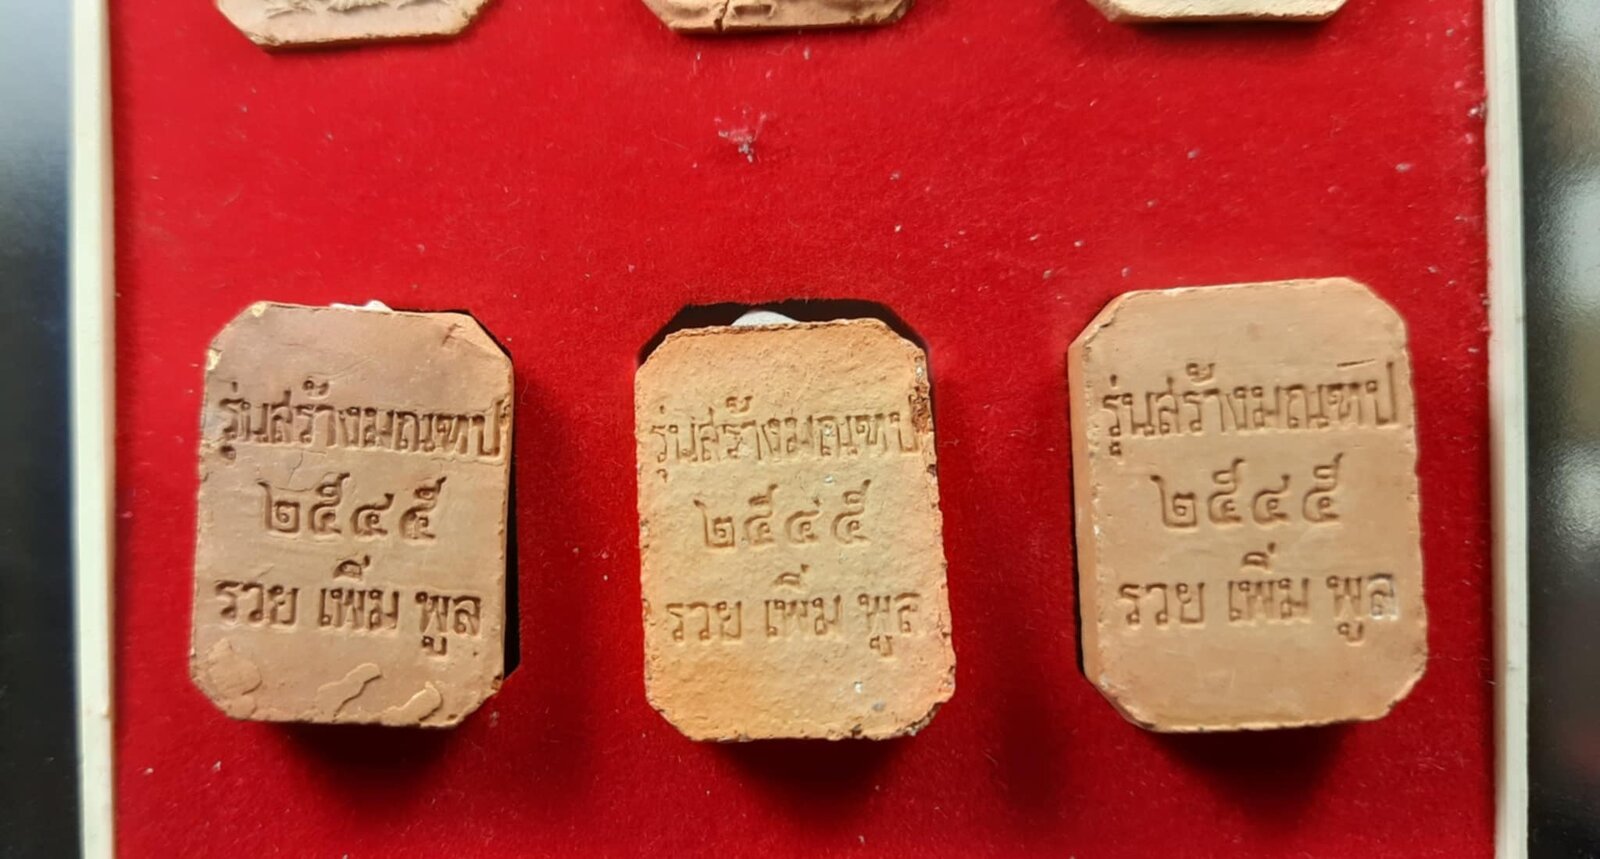 รุ่นสร้างมณฑป
๒๕๔๕
รวย เพิ่ม พูล
รุ่นสร้างมณฑป
๒๕๔๕
รวย เพิ่ม พูล
รุ่นสร้างมณฑป
๒๕๔๕
รวย เพิ่ม พูล